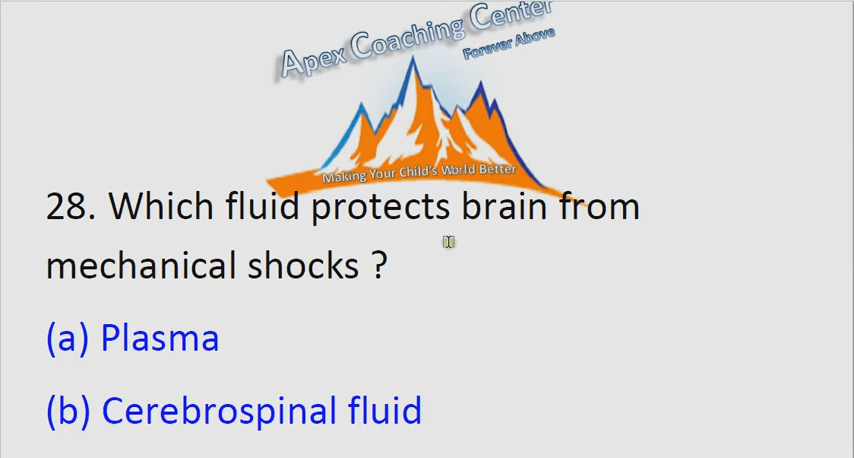 Apex Coaching Center
Forever Above
Making Your Child's World Better
28. Which fluid protects brain from
mechanical shocks ?
(a) Plasma
(b) Cerebrospinal fluid